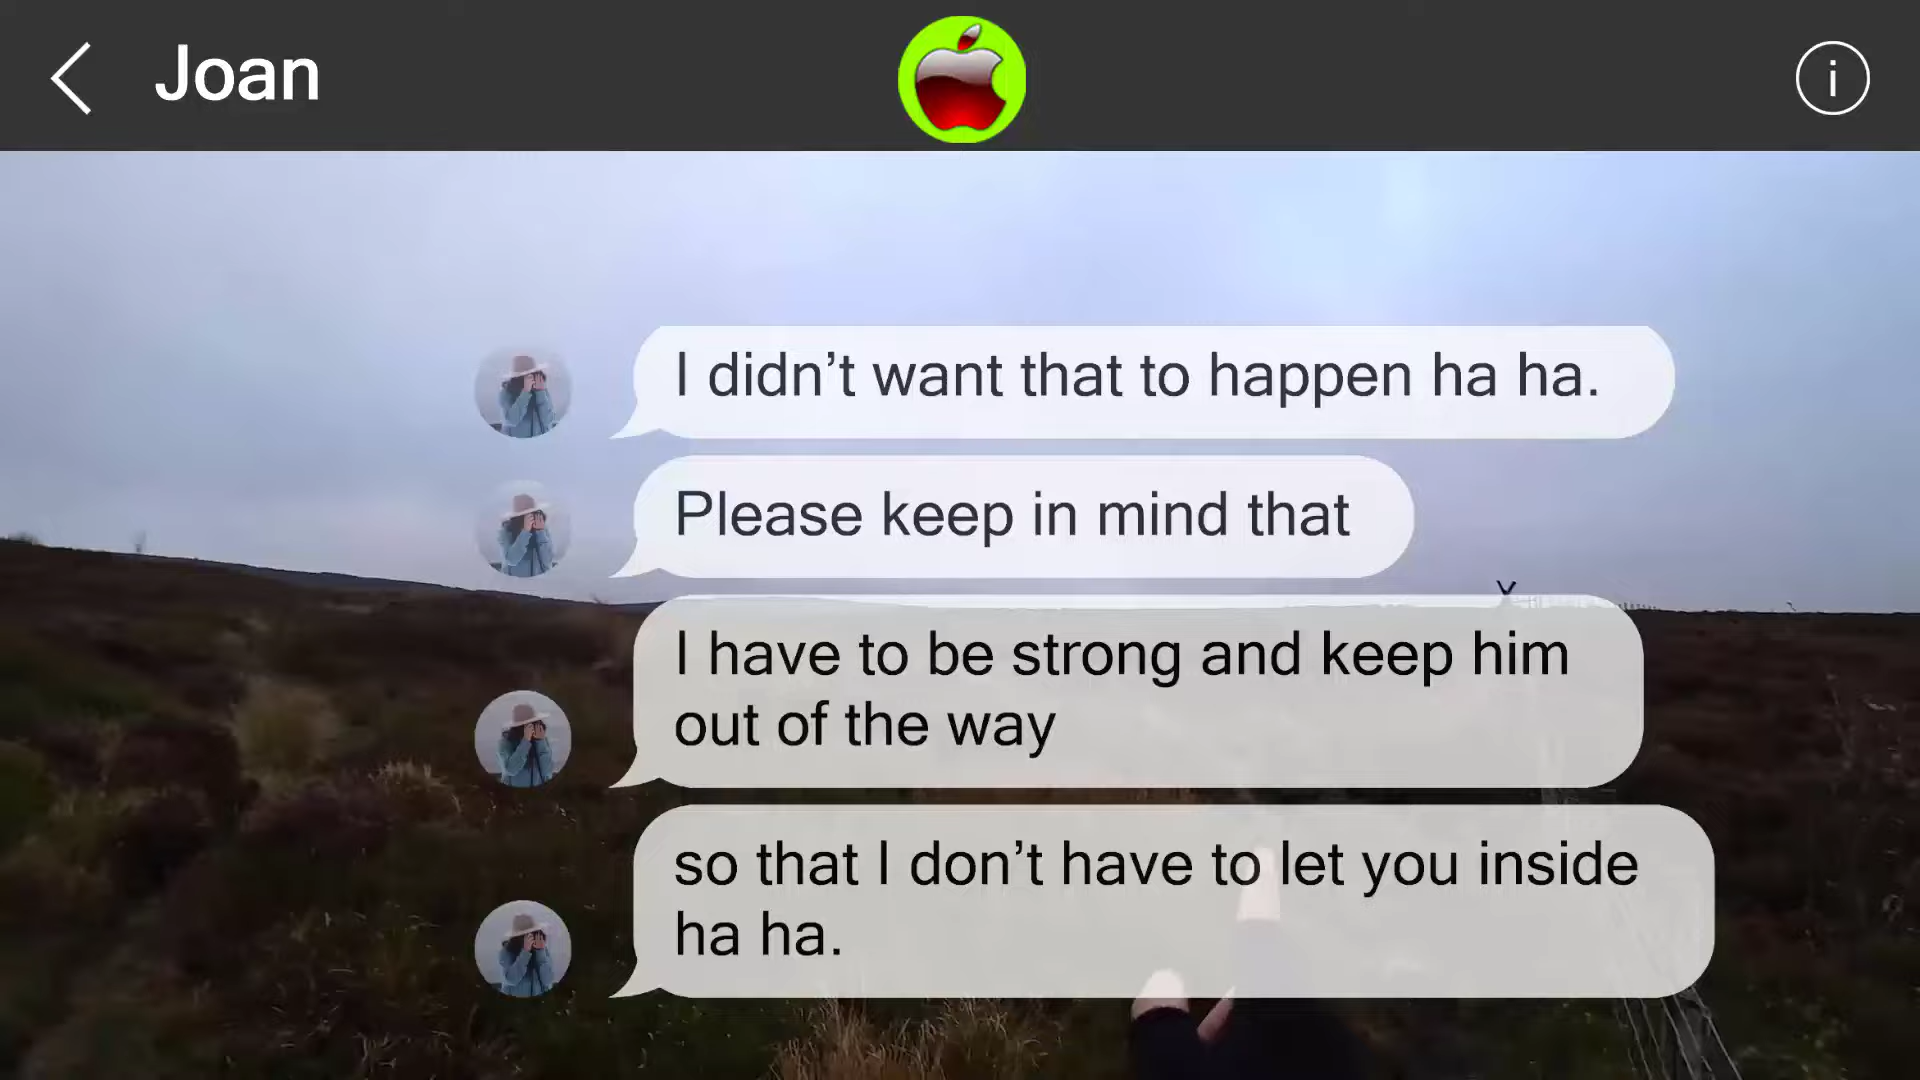 Joan
I didn’t want that to happen ha ha.
Please keep in mind that
I have to be strong and keep him
out of the way
so that I don’t have to let you inside
ha ha.